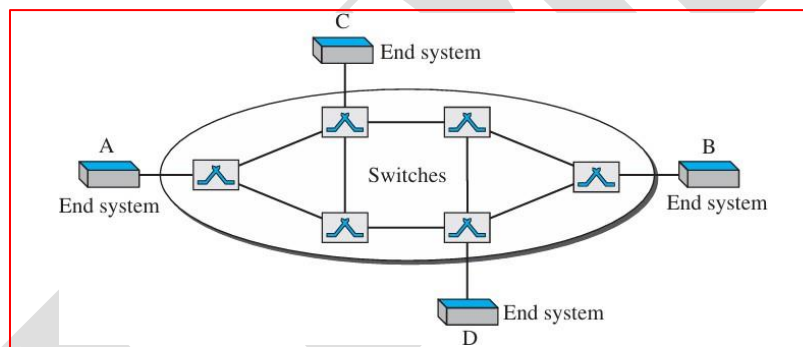 C
End system
A
B
Switches
End system
End system
End system
D